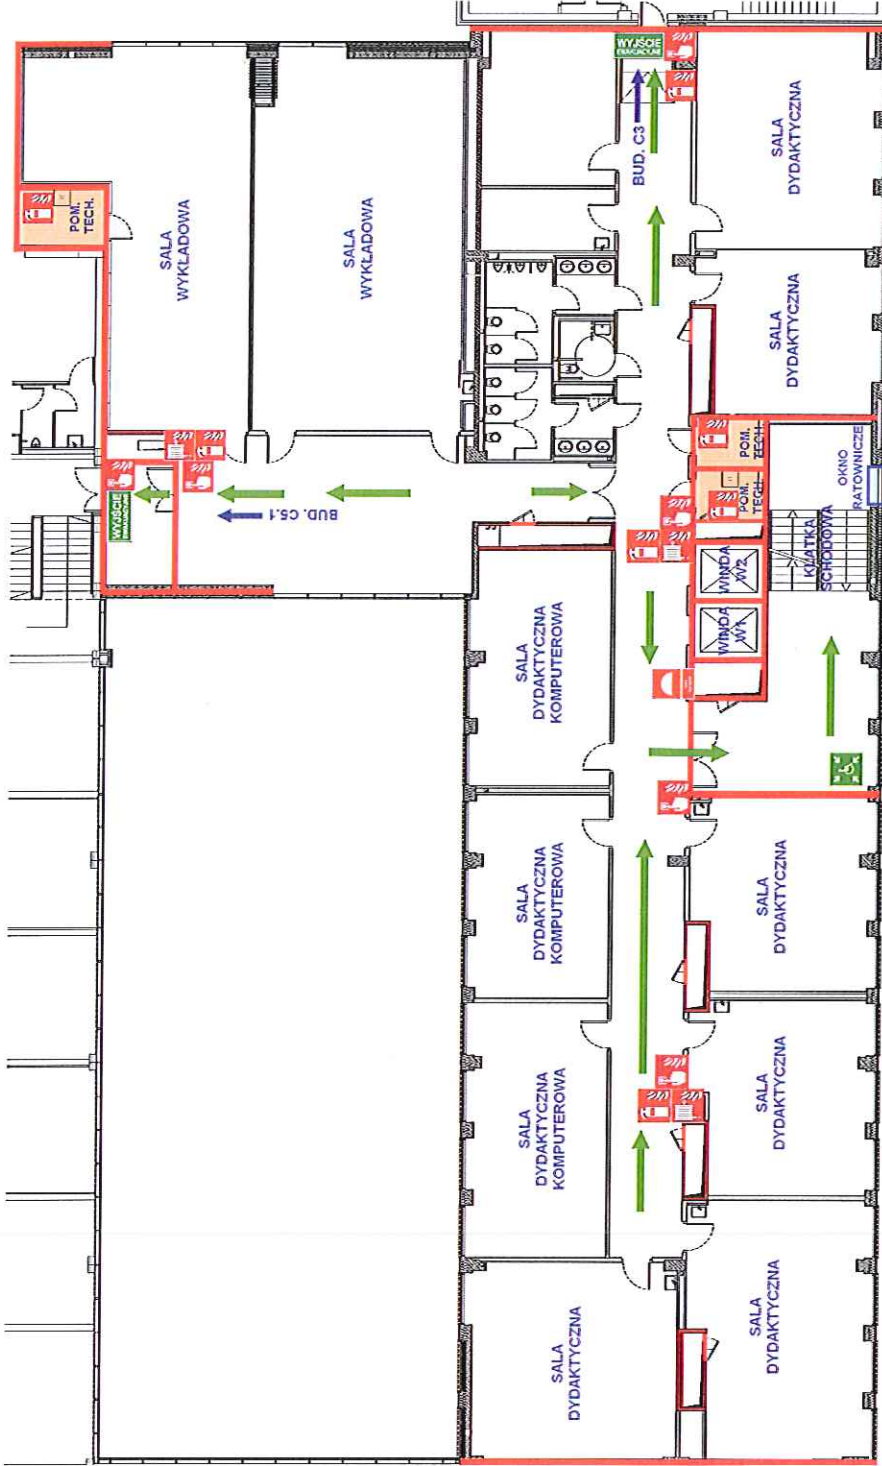 WYJŚCIE
EWAKUACYJNE
BUD. C3
SALA
DYDAKTYCZNA
POM.
TECH.
SALA
WYKŁADOWA
SALA
WYKŁADOWA
SALA
DYDAKTYCZNA
WYJŚCIE
BUD. C5.1
POM.
TECH.
POM.
TECH.
OKNO
RATOWNICZE
KLATKA
SCHODOWA
WINDA
W2
WINDA
W1
SALA
DYDAKTYCZNA
KOMPUTEROWA
SALA
DYDAKTYCZNA
KOMPUTEROWA
SALA
DYDAKTYCZNA
SALA
DYDAKTYCZNA
KOMPUTEROWA
SALA
DYDAKTYCZNA
SALA
DYDAKTYCZNA
SALA
DYDAKTYCZNA